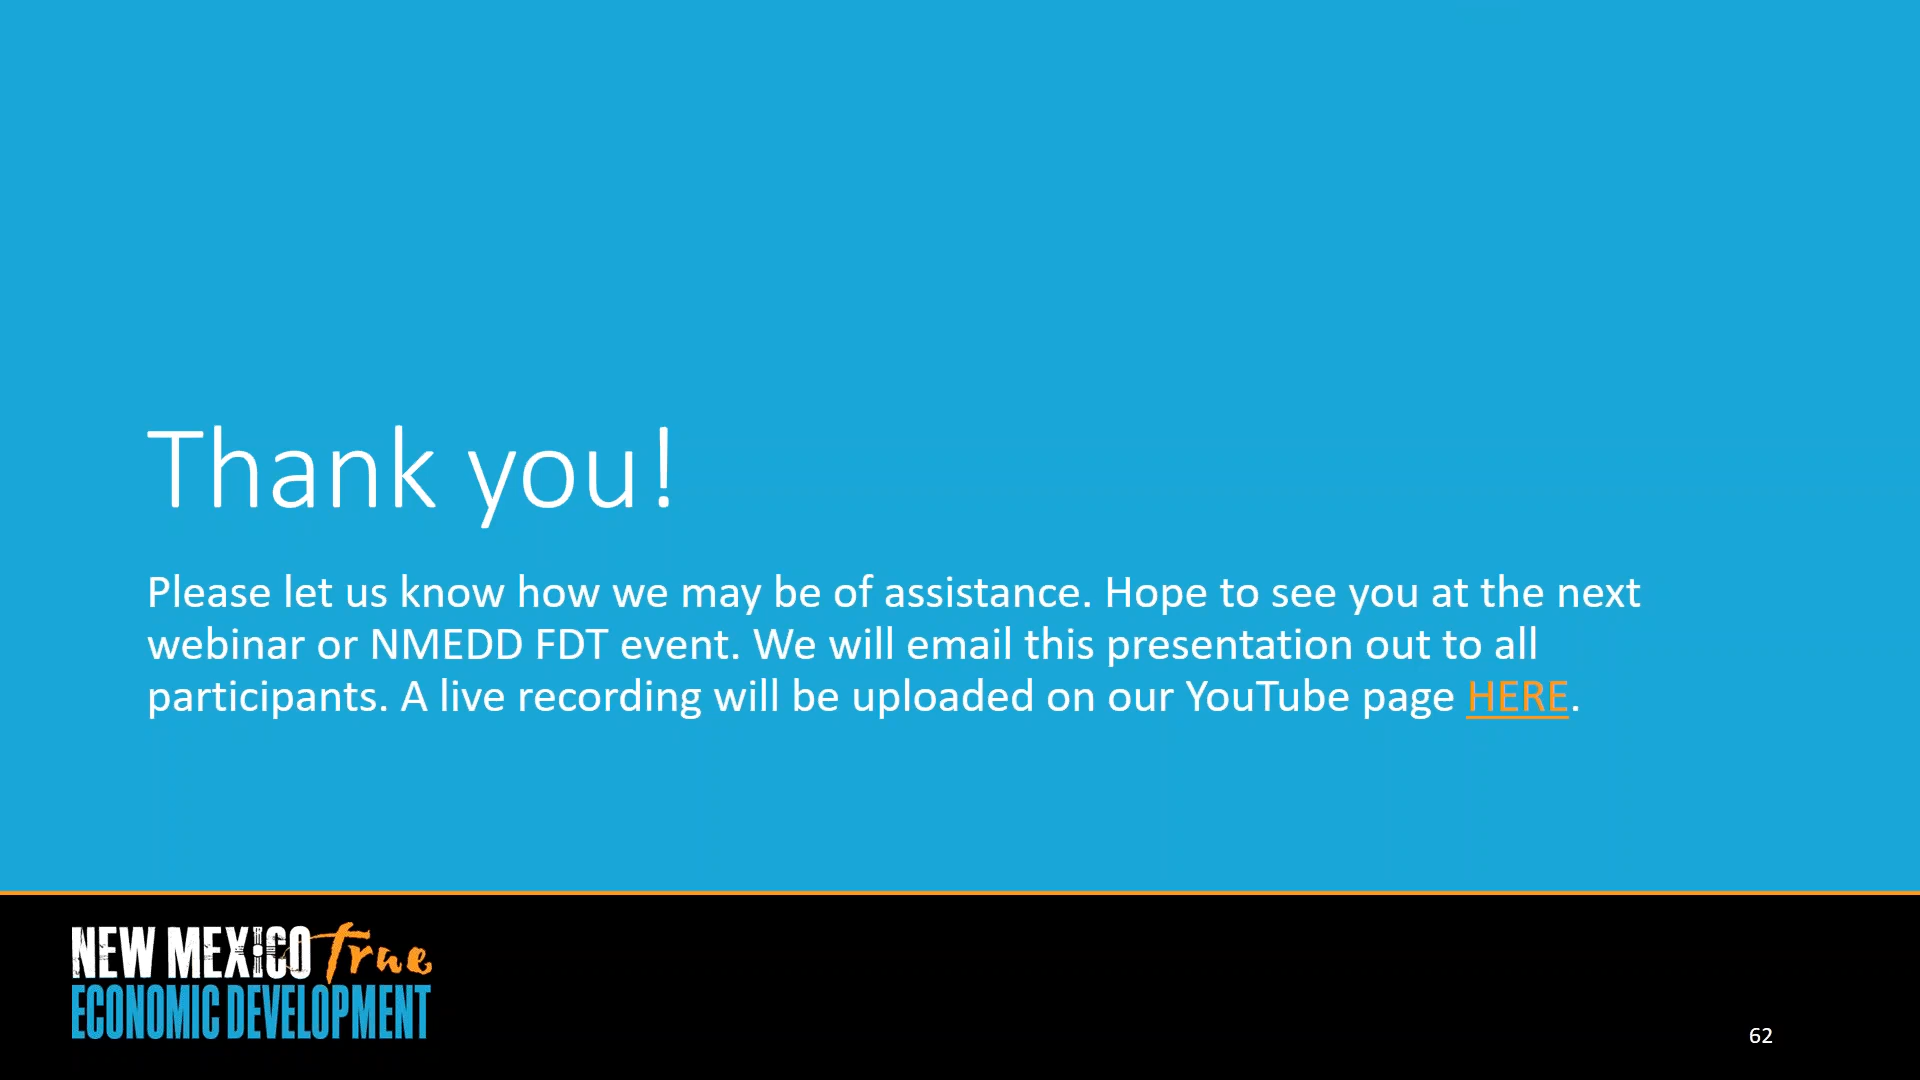 Thank you!
Please let us know how we may be of assistance. Hope to see you at the next
webinar or NMEDD FDT event. We will email this presentation out to all
participants. A live recording will be uploaded on our YouTube page HERE.
NEW MEXICO True
ECONOMIC DEVELOPMENT
62